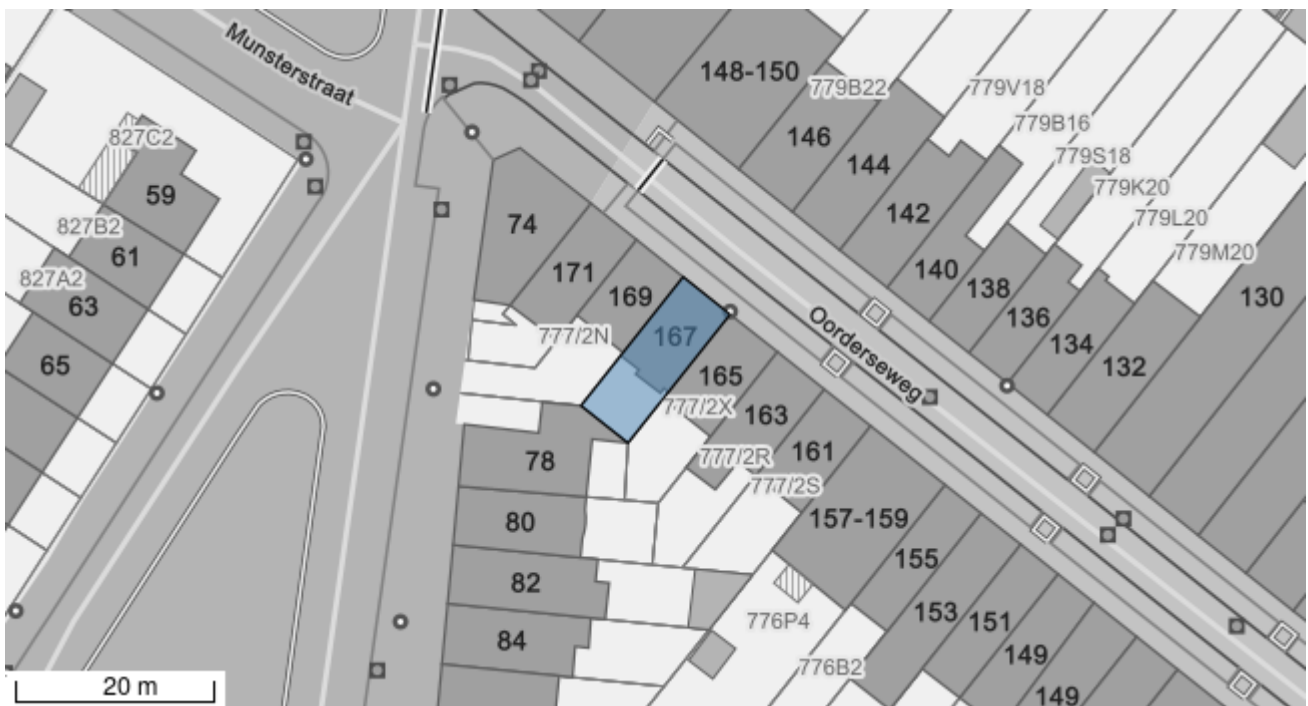 Munsterstraat
148-150
779B22
779V18
146
779B16
827C2
144
779S18
59
779K20
142
779L20
74
827B2
779M20
61
140
171
138
130
827A2
169
63
136
Oorderseweg
777/2N
167
134
65
165
132
777/2X
163
78
161
777/2R
777/2S
80
157-159
155
82
153
776P4
151
84
149
776B2
20 m
149